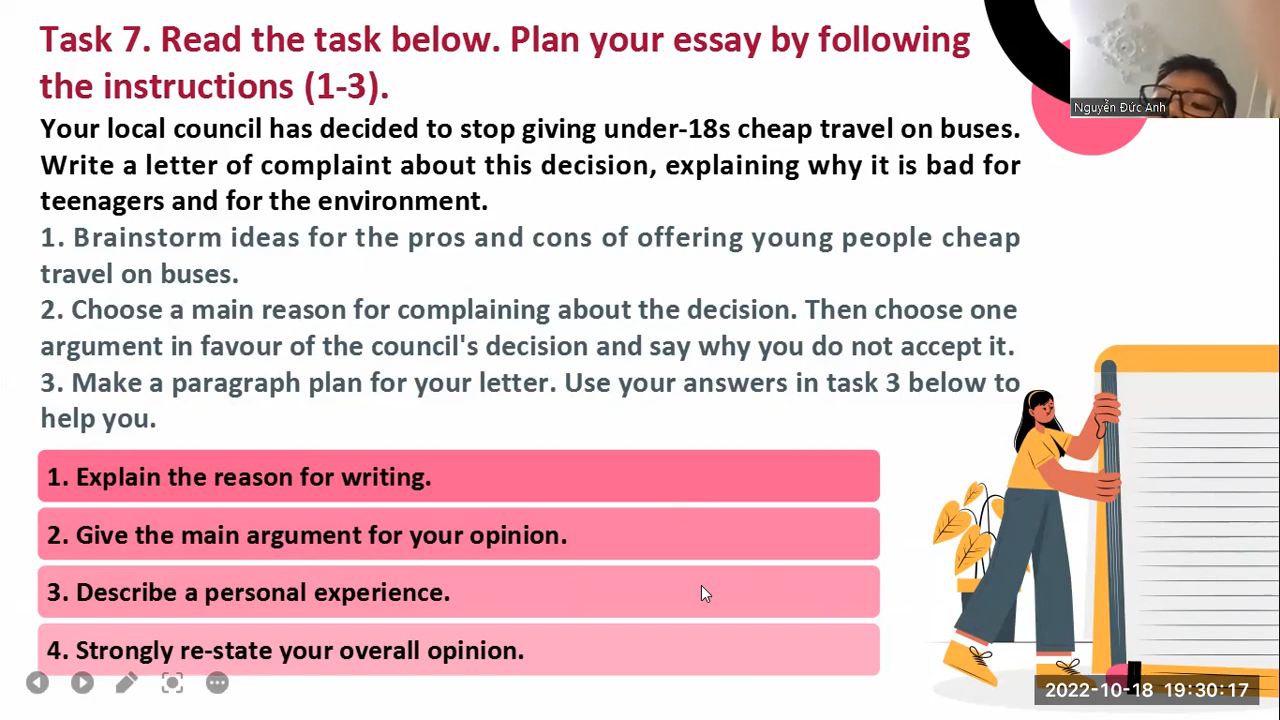 Task 7. Read the task below. Plan your essay by following
the instructions (1-3).
Your local council has decided to stop giving under-18s cheap travel on buses.
Write a letter of complaint about this decision, explaining why it is bad for
teenagers and for the environment.
1. Brainstorm ideas for the pros and cons of offering young people cheap
travel on buses.
2. Choose a main reason for complaining about the decision. Then choose one
argument in favour of the council's decision and say why you do not accept it.
3. Make a paragraph plan for your letter. Use your answers in task 3 below to
help you.
1. Explain the reason for writing.
2. Give the main argument for your opinion.
3. Describe a personal experience.
4. Strongly re-state your overall opinion.
Nguyễn Đức Anh
2022-10-18 19:30:17